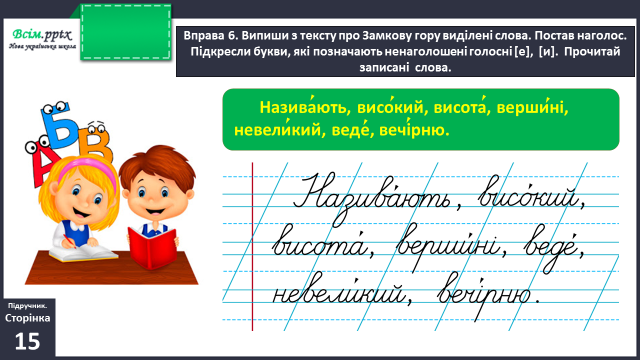 Всім.pptx
Нова українська школа
Вправа 6. Випиши з тексту про Замкову гору виділені слова. Постав наголос.
Підкресли букви, які позначають ненаголошені голосні [е], [и]. Прочитай
записані слова.
Назива́ють, висо́кий, висота́, верши́ні,
невели́кий, веде́, вечі́рню.
А Б В
Назива́ють, висо́кий,
висота́, верши́ні, веде́,
невели́кий, вечі́рню.
Підручник.
Сторінка
15